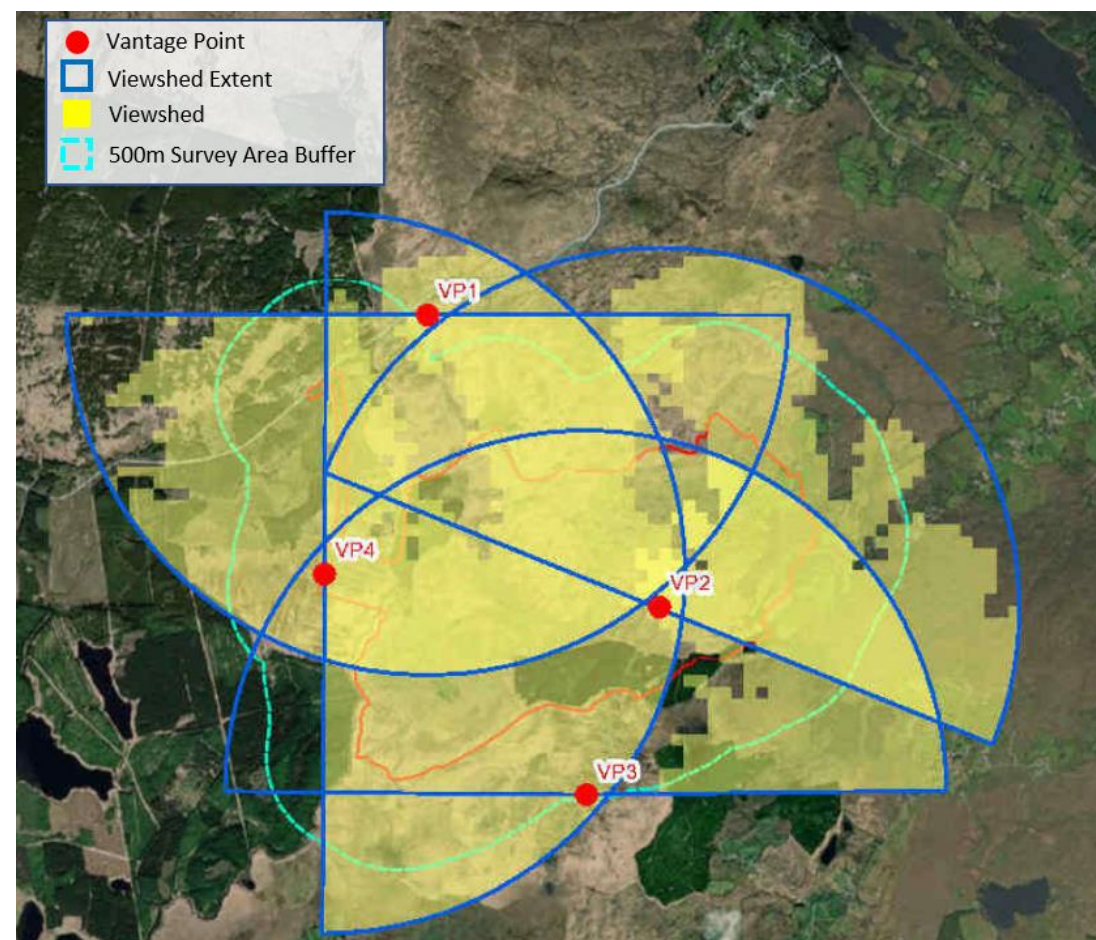 Vantage Point
Viewshed Extent
Viewshed
500m Survey Area Buffer
VP1
VP4
VP2
VP3